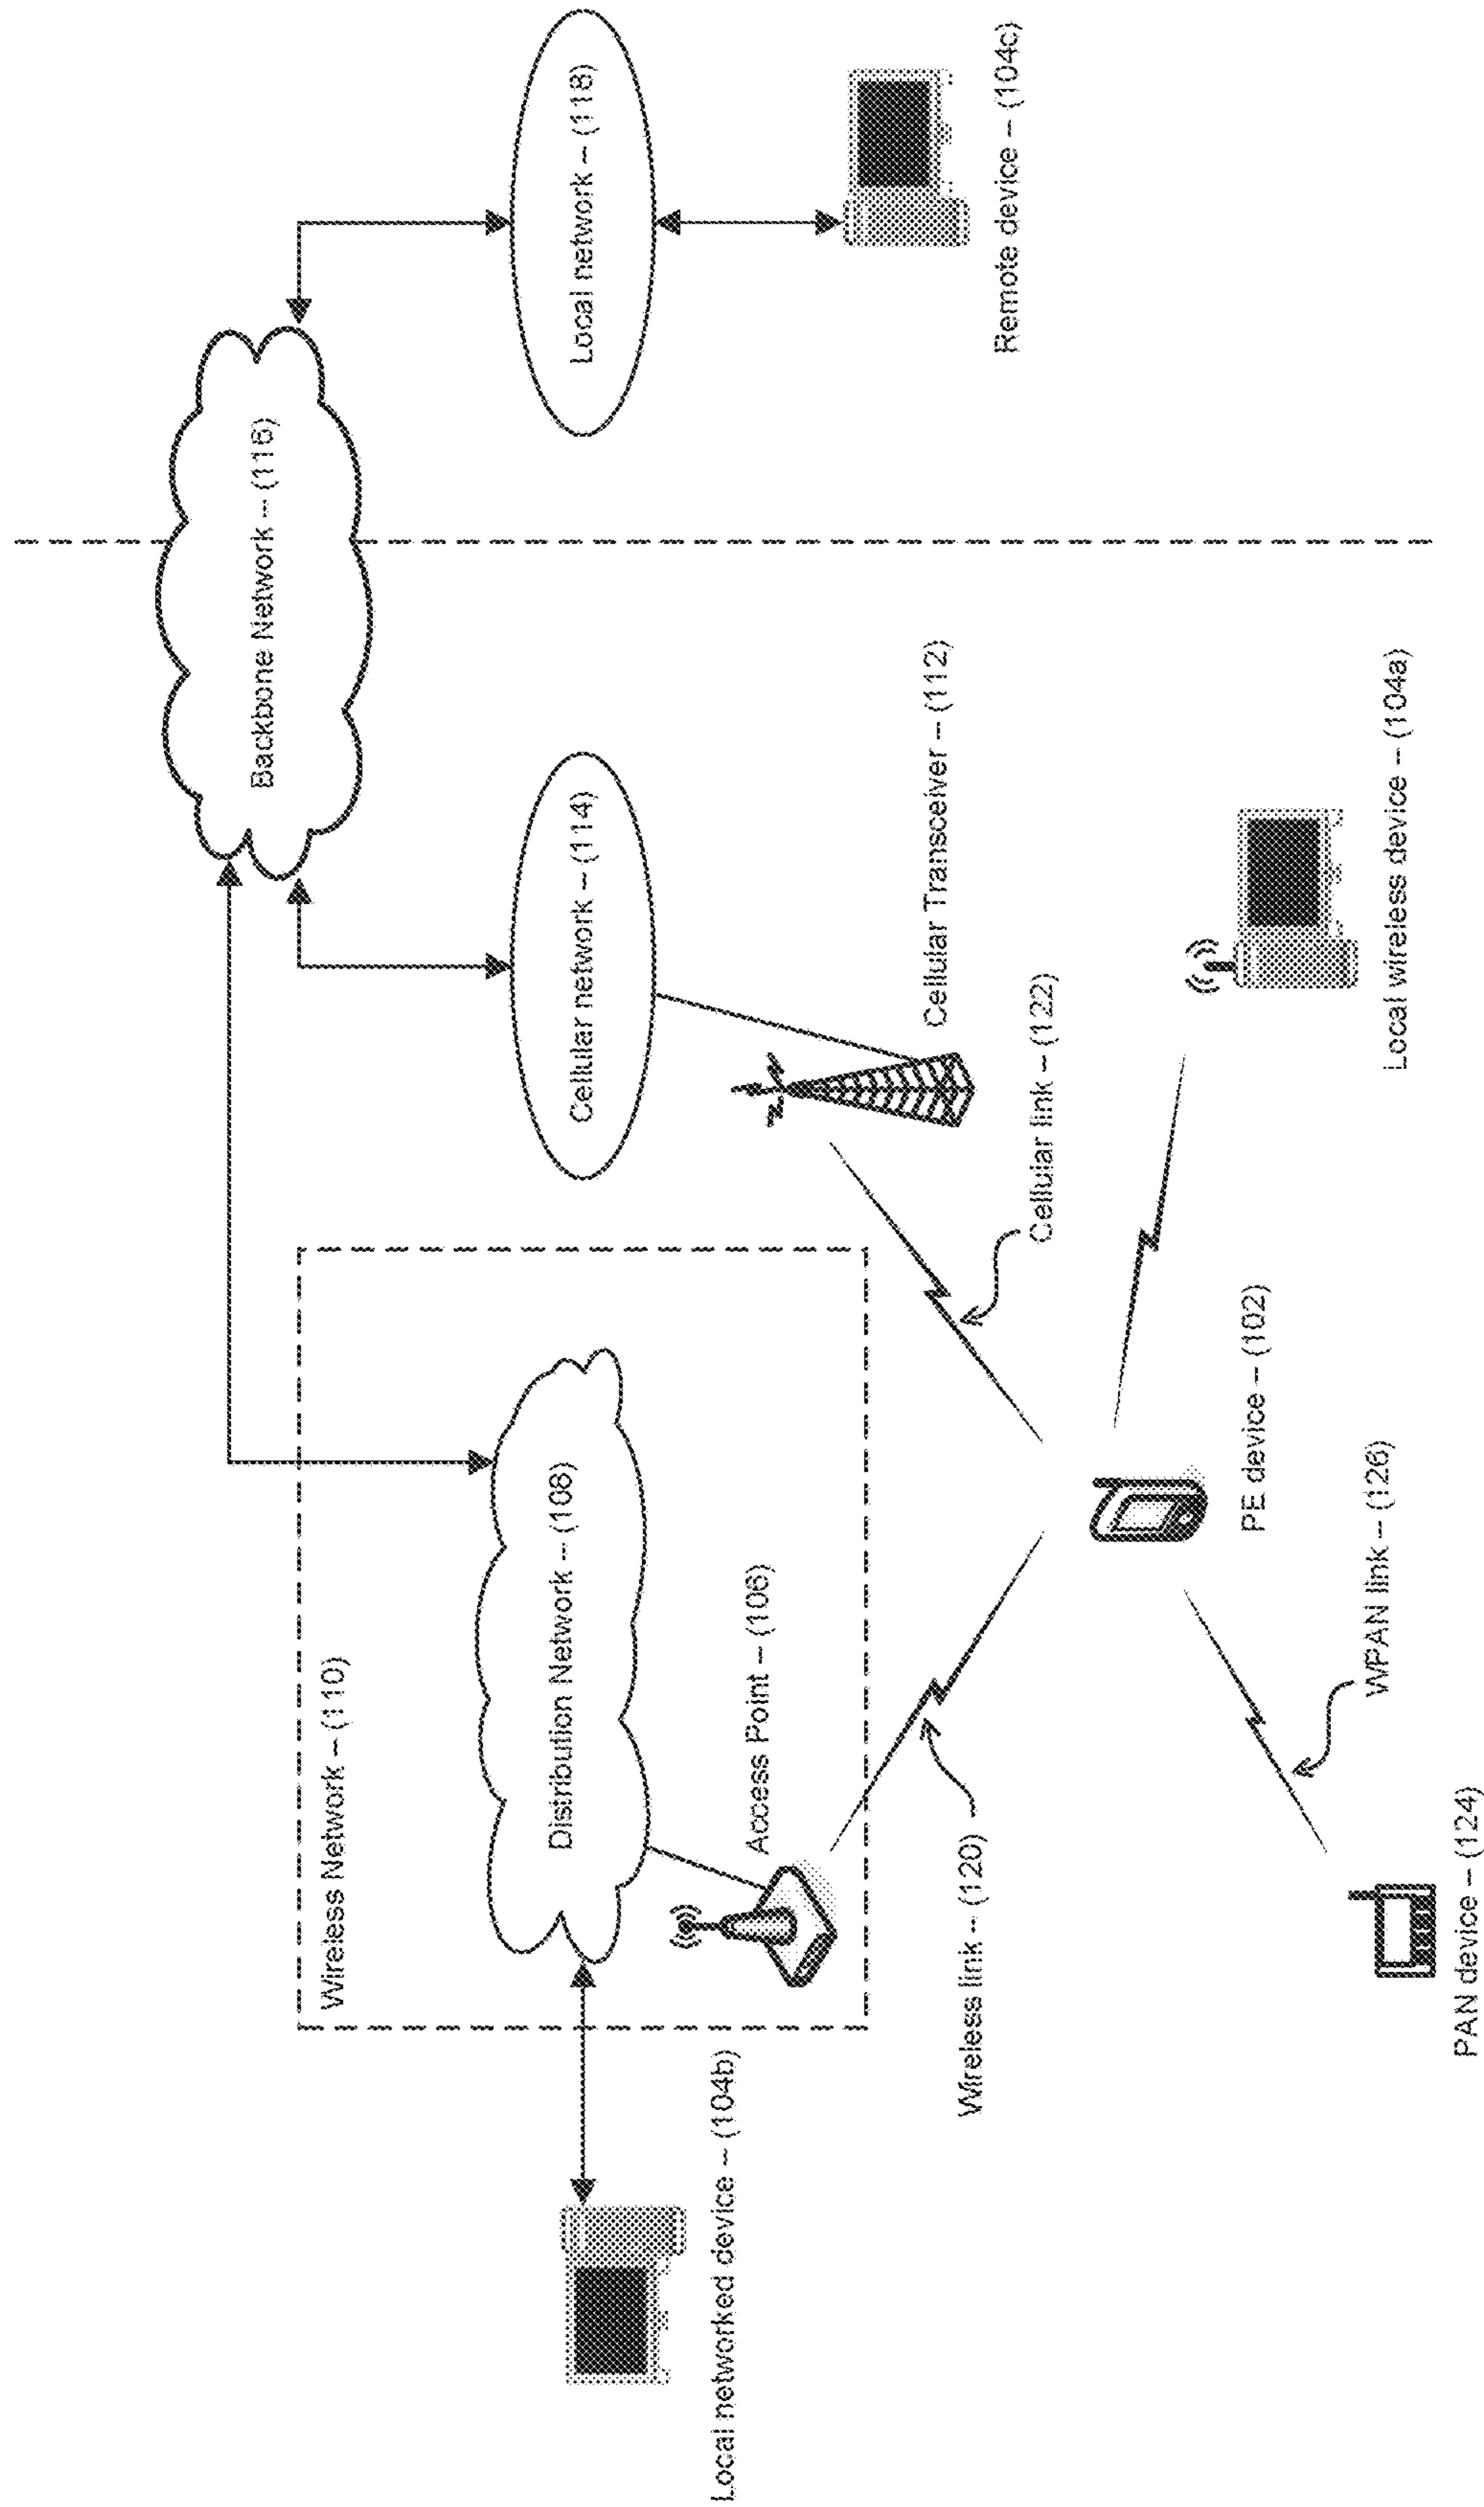 Backbone Network -- (116)
Wireless Network -- (110)
Distribution Network -- (108)
Cellular network -- (114)
Local network -- (118)
Local networked device -- (104b)
Access Point -- (106)
Cellular Transceiver -- (112)
Wireless link -- (120)
Cellular link -- (122)
Remote device -- (104c)
PE device -- (102)
WPAN link -- (126)
Local wireless device -- (104a)
PAN device -- (124)